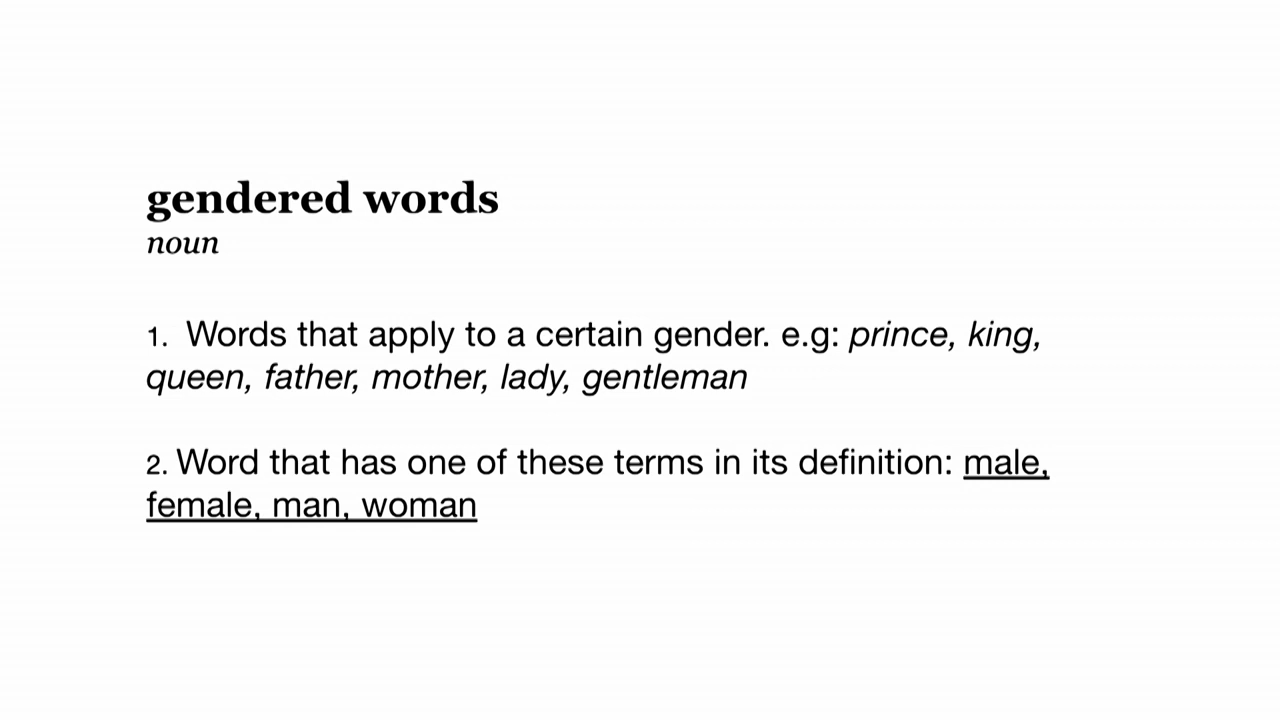 gendered words
noun
1. Words that apply to a certain gender. e.g: prince, king,
queen, father, mother, lady, gentleman
2. Word that has one of these terms in its definition: male,
female, man, woman